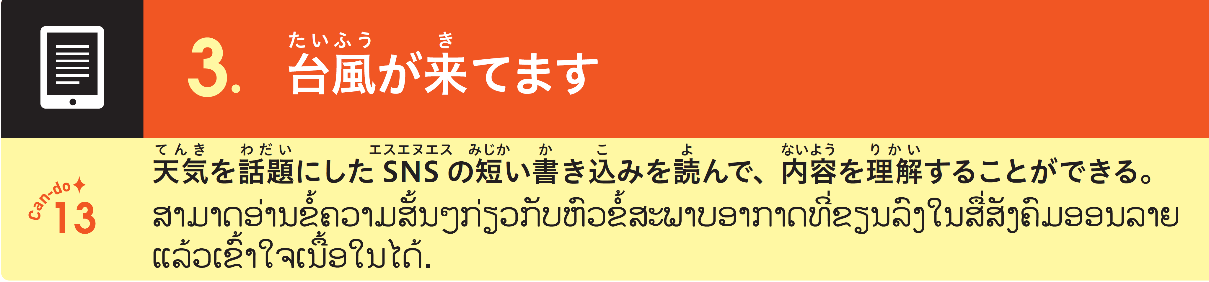 たいふう き
3. 台風が来てます
てんき わだい エスエヌエス みじか か こ よ ないよう りかい
天気を話題にしたSNSの短い書き込みを読んで、内容を理解することができる。
Can-do
13
ສາມາດອ່ານຂໍ້ຄວາມສັ້ນໆກ່ຽວກັບຫົວຂໍ້ສະພາບອາກາດທີ່ຂຽນລົງໃນສື່ສັງຄົມອອນລາຍ
ແລ້ວເຂົ້າໃຈເນື້ອໃນໄດ້.